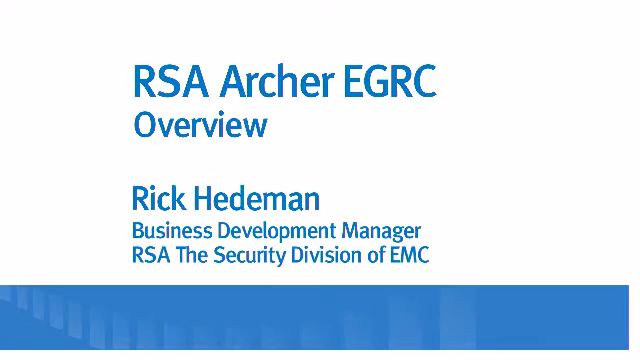 RSA Archer EGRC
Overview
Rick Hedeman
Business Development Manager
RSA The Security Division of EMC